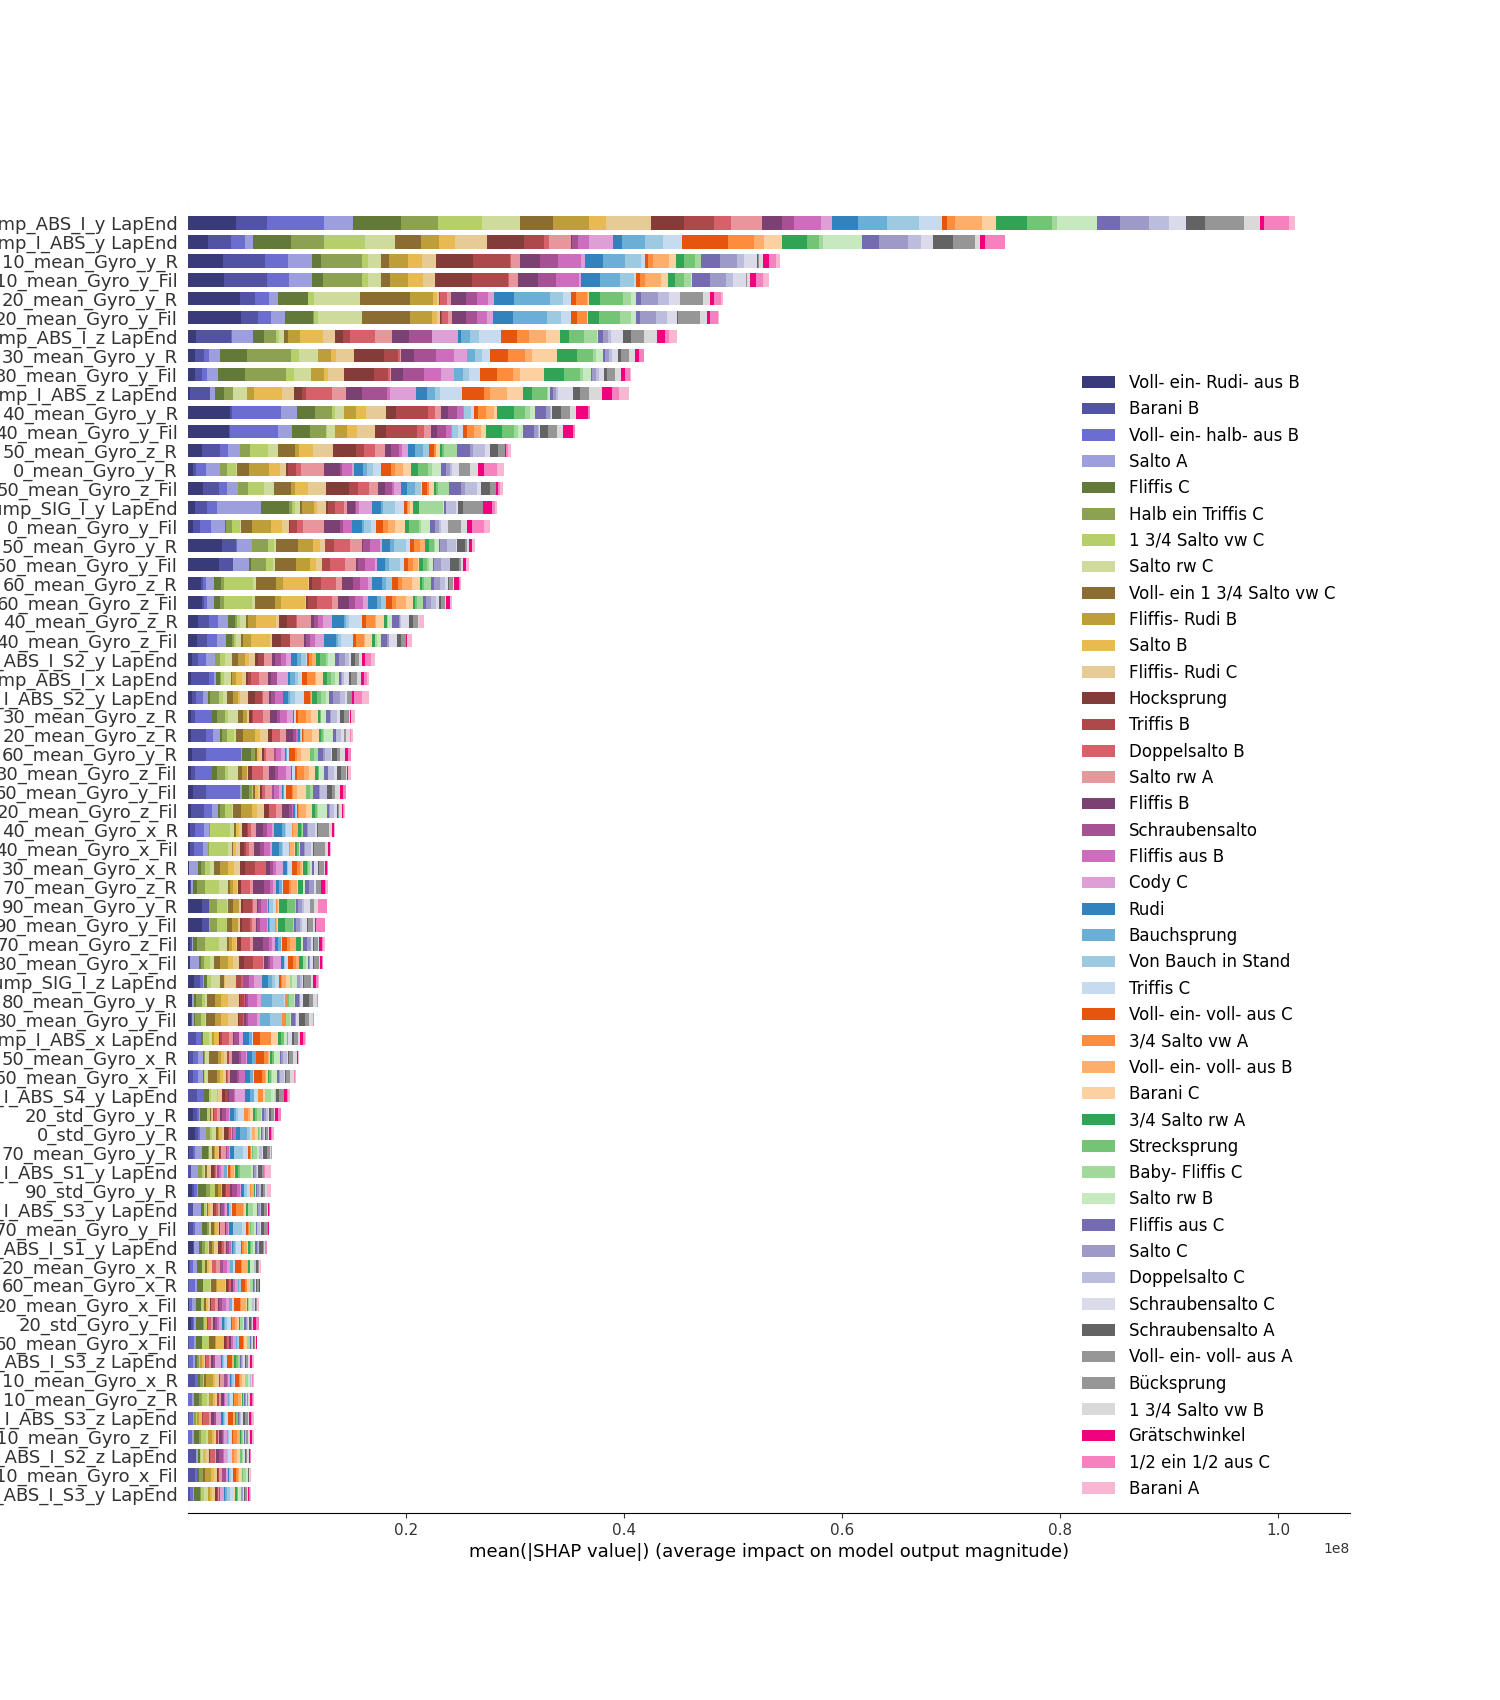 mp_ABS_I_y LapEnd
mp_I_ABS_y LapEnd
10_mean_Gyro_y_R
10_mean_Gyro_y_Fil
20_mean_Gyro_y_R
20_mean_Gyro_y_Fil
mp_ABS_I_z LapEnd
30_mean_Gyro_y_R
30_mean_Gyro_y_Fil
mp_I_ABS_z LapEnd
40_mean_Gyro_y_R
40_mean_Gyro_y_Fil
50_mean_Gyro_z_R
0_mean_Gyro_y_R
50_mean_Gyro_z_Fil
ump_SIG_I_y LapEnd
0_mean_Gyro_y_Fil
50_mean_Gyro_y_R
50_mean_Gyro_y_Fil
60_mean_Gyro_z_R
60_mean_Gyro_z_Fil
40_mean_Gyro_z_R
40_mean_Gyro_z_Fil
ABS_I_S2_y LapEnd
mp_ABS_I_x LapEnd
I_ABS_S2_y LapEnd
30_mean_Gyro_z_R
20_mean_Gyro_z_R
60_mean_Gyro_y_R
30_mean_Gyro_z_Fil
60_mean_Gyro_y_Fil
20_mean_Gyro_z_Fil
40_mean_Gyro_x_R
40_mean_Gyro_x_Fil
30_mean_Gyro_x_R
70_mean_Gyro_z_R
90_mean_Gyro_y_R
90_mean_Gyro_y_Fil
70_mean_Gyro_z_Fil
30_mean_Gyro_x_Fil
ump_SIG_I_z LapEnd
80_mean_Gyro_y_R
80_mean_Gyro_y_Fil
mp_I_ABS_x LapEnd
50_mean_Gyro_x_R
50_mean_Gyro_x_Fil
_I_ABS_S4_y LapEnd
20_std_Gyro_y_R
0_std_Gyro_y_R
70_mean_Gyro_y_R
_I_ABS_S1_y LapEnd
90_std_Gyro_y_R
_I_ABS_S3_y LapEnd
70_mean_Gyro_y_Fil
_ABS_I_S1_y LapEnd
20_mean_Gyro_x_R
60_mean_Gyro_x_R
20_mean_Gyro_x_Fil
20_std_Gyro_y_Fil
60_mean_Gyro_x_Fil
_ABS_I_S3_z LapEnd
10_mean_Gyro_x_R
10_mean_Gyro_z_R
_I_ABS_S3_z LapEnd
10_mean_Gyro_z_Fil
_ABS_I_S2_z LapEnd
10_mean_Gyro_x_Fil
_ABS_I_S3_y LapEnd
Voll- ein- Rudi- aus B
Barani B
Voll- ein- halb- aus B
Salto A
Fliffis C
Halb ein Triffis C
1 3/4 Salto vw C
Salto rw C
Voll- ein 1 3/4 Salto vw C
Fliffis- Rudi B
Salto B
Fliffis- Rudi C
Hocksprung
Triffis B
Doppelsalto B
Salto rw A
Fliffis B
Schraubensalto
Fliffis aus B
Cody C
Rudi
Bauchsprung
Von Bauch in Stand
Triffis C
Voll- ein- voll- aus C
3/4 Salto vw A
Voll- ein- voll- aus B
Barani C
3/4 Salto rw A
Strecksprung
Baby- Fliffis C
Salto rw B
Fliffis aus C
Salto C
Doppelsalto C
Schraubensalto C
Schraubensalto A
Voll- ein- voll- aus A
Bücksprung
1 3/4 Salto vw B
Grätschwinkel
1/2 ein 1/2 aus C
Barani A
0.2 0.4 0.6 0.8 1.0
1e8
mean(|SHAP value|) (average impact on model output magnitude)